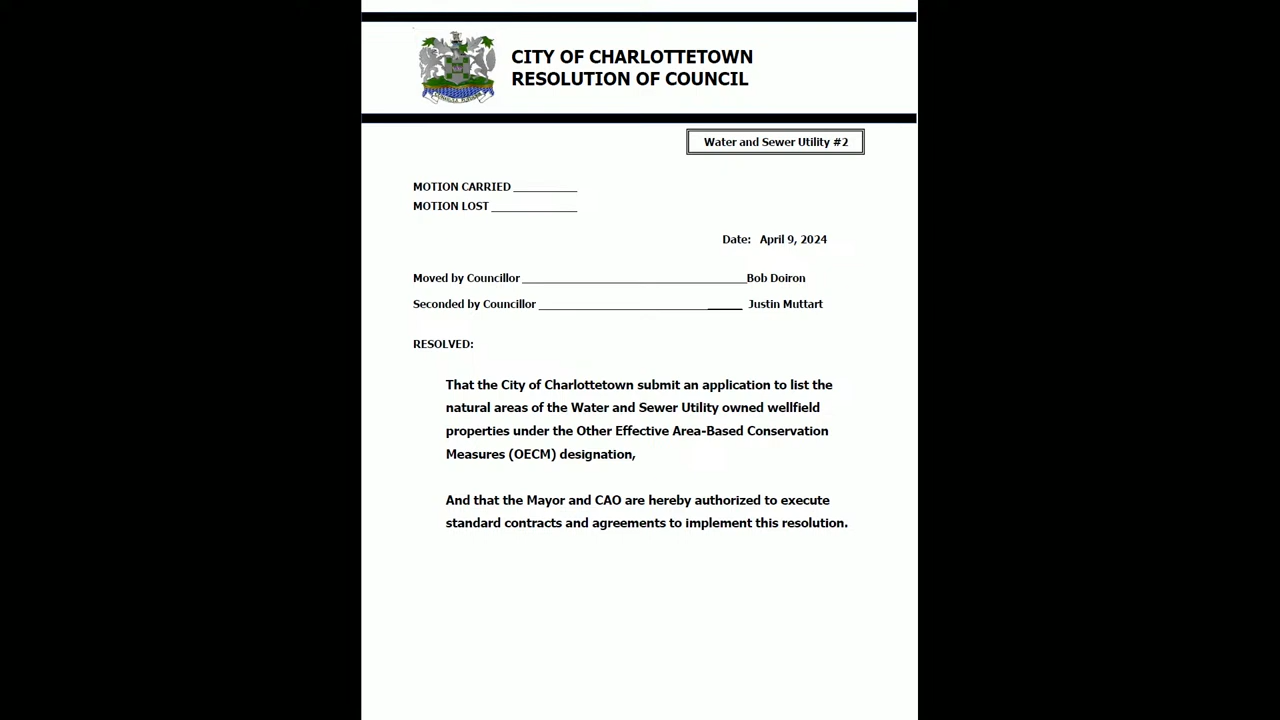 CITY OF CHARLOTTETOWN
RESOLUTION OF COUNCIL
Water and Sewer Utility #2
MOTION CARRIED ___________
MOTION LOST _______________
Date: April 9, 2024
Moved by Councillor _______________________________________Bob Doiron
Seconded by Councillor ___________________________________ Justin Muttart
RESOLVED:
That the City of Charlottetown submit an application to list the
natural areas of the Water and Sewer Utility owned wellfield
properties under the Other Effective Area-Based Conservation
Measures (OECM) designation,
And that the Mayor and CAO are hereby authorized to execute
standard contracts and agreements to implement this resolution.